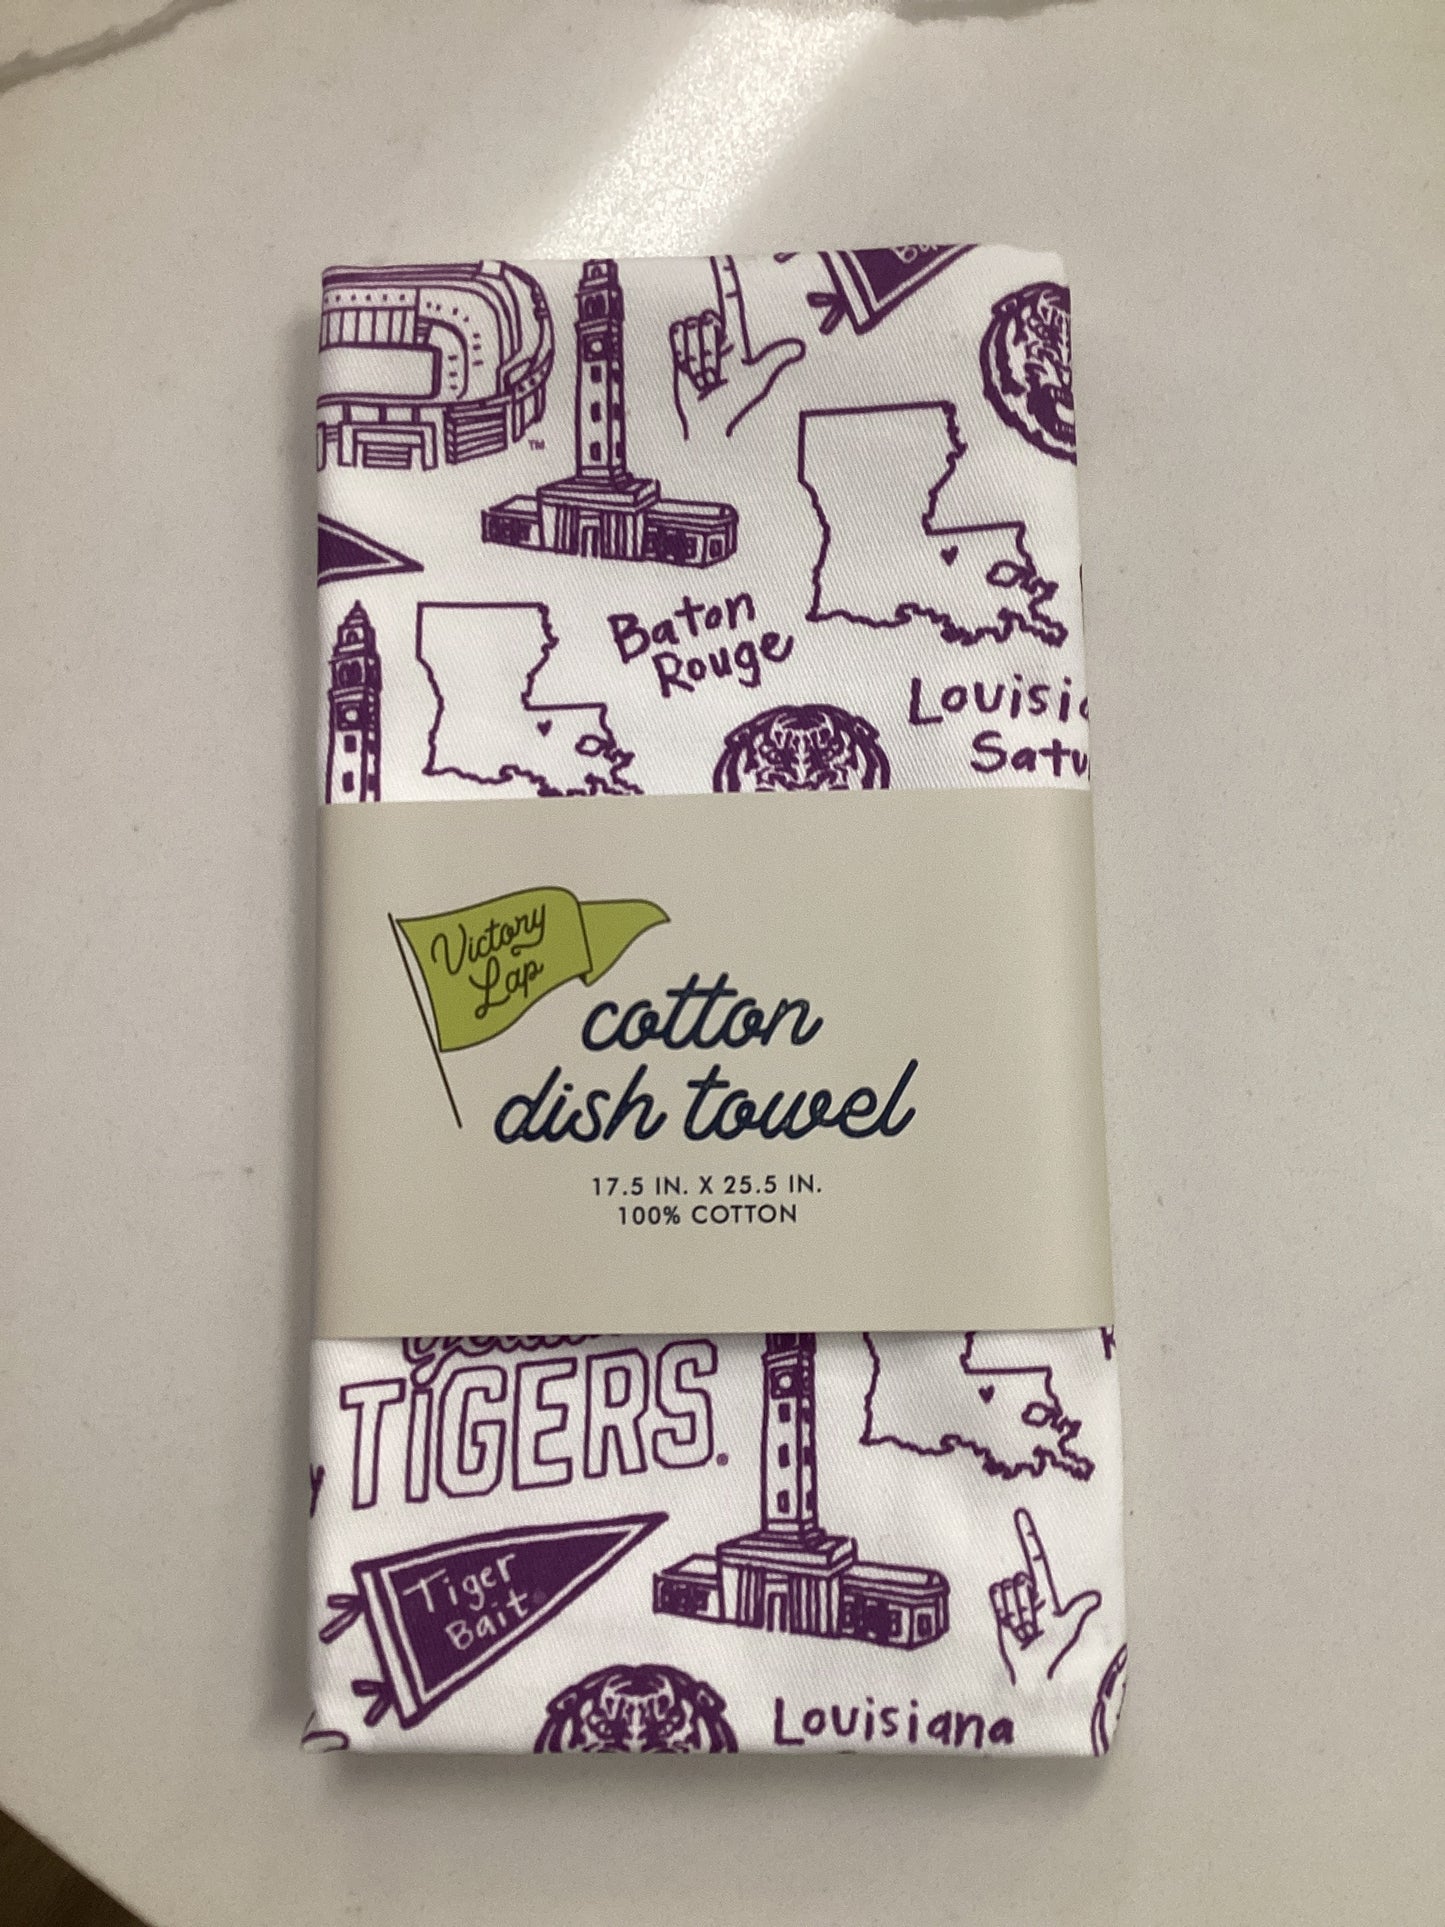 TM
Baton
Rouge
Louisi
Satu
Victory
Lap
cotton
dish towel
17.5 IN. X 25.5 IN.
100% COTTON
TIGERS®
Tiger
Bait
Louisiana